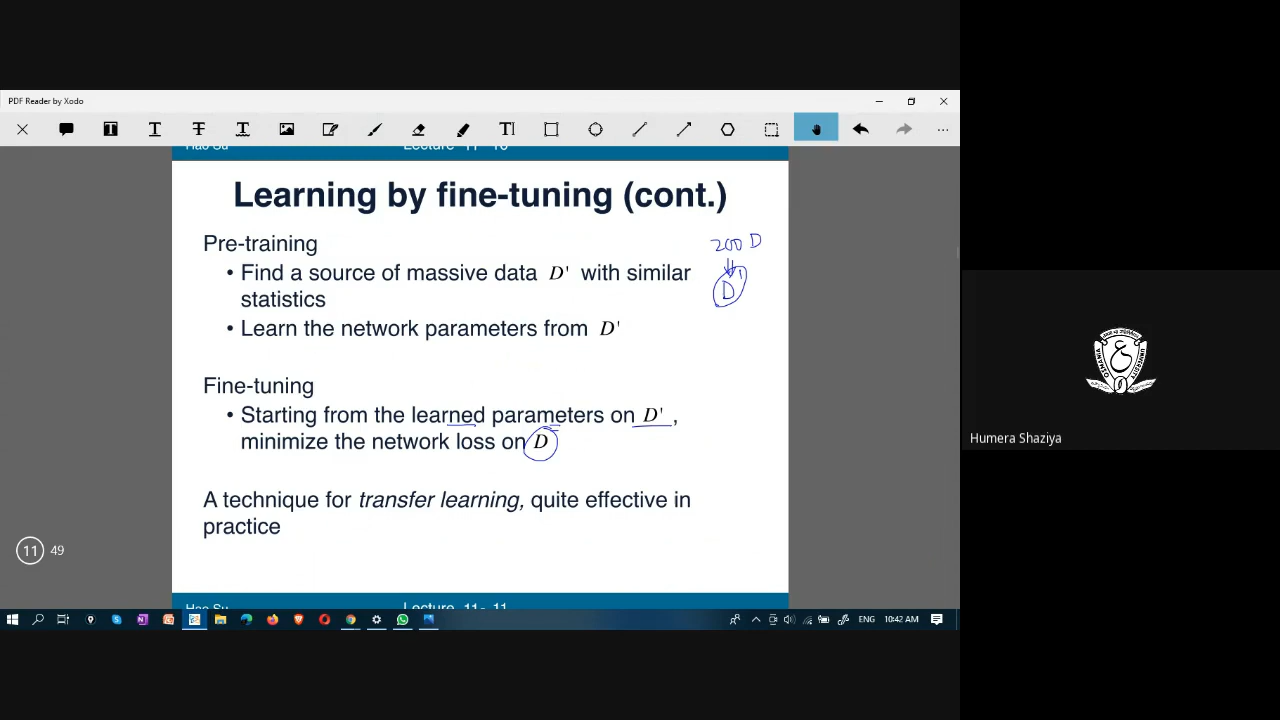 PDF Reader by Xodo
Hao Su Lecture 11 - 10
Learning by fine-tuning (cont.)
Pre-training
200 D
• Find a source of massive data D' with similar
statistics
D'
• Learn the network parameters from D'
Fine-tuning
• Starting from the learned parameters on D' ,
minimize the network loss on D
A technique for transfer learning, quite effective in
practice
11 49
Hao Su Lecture 11 - 11
ENG 10:42 AM
Humera Shaziya
OSMANIA UNIVERSITY